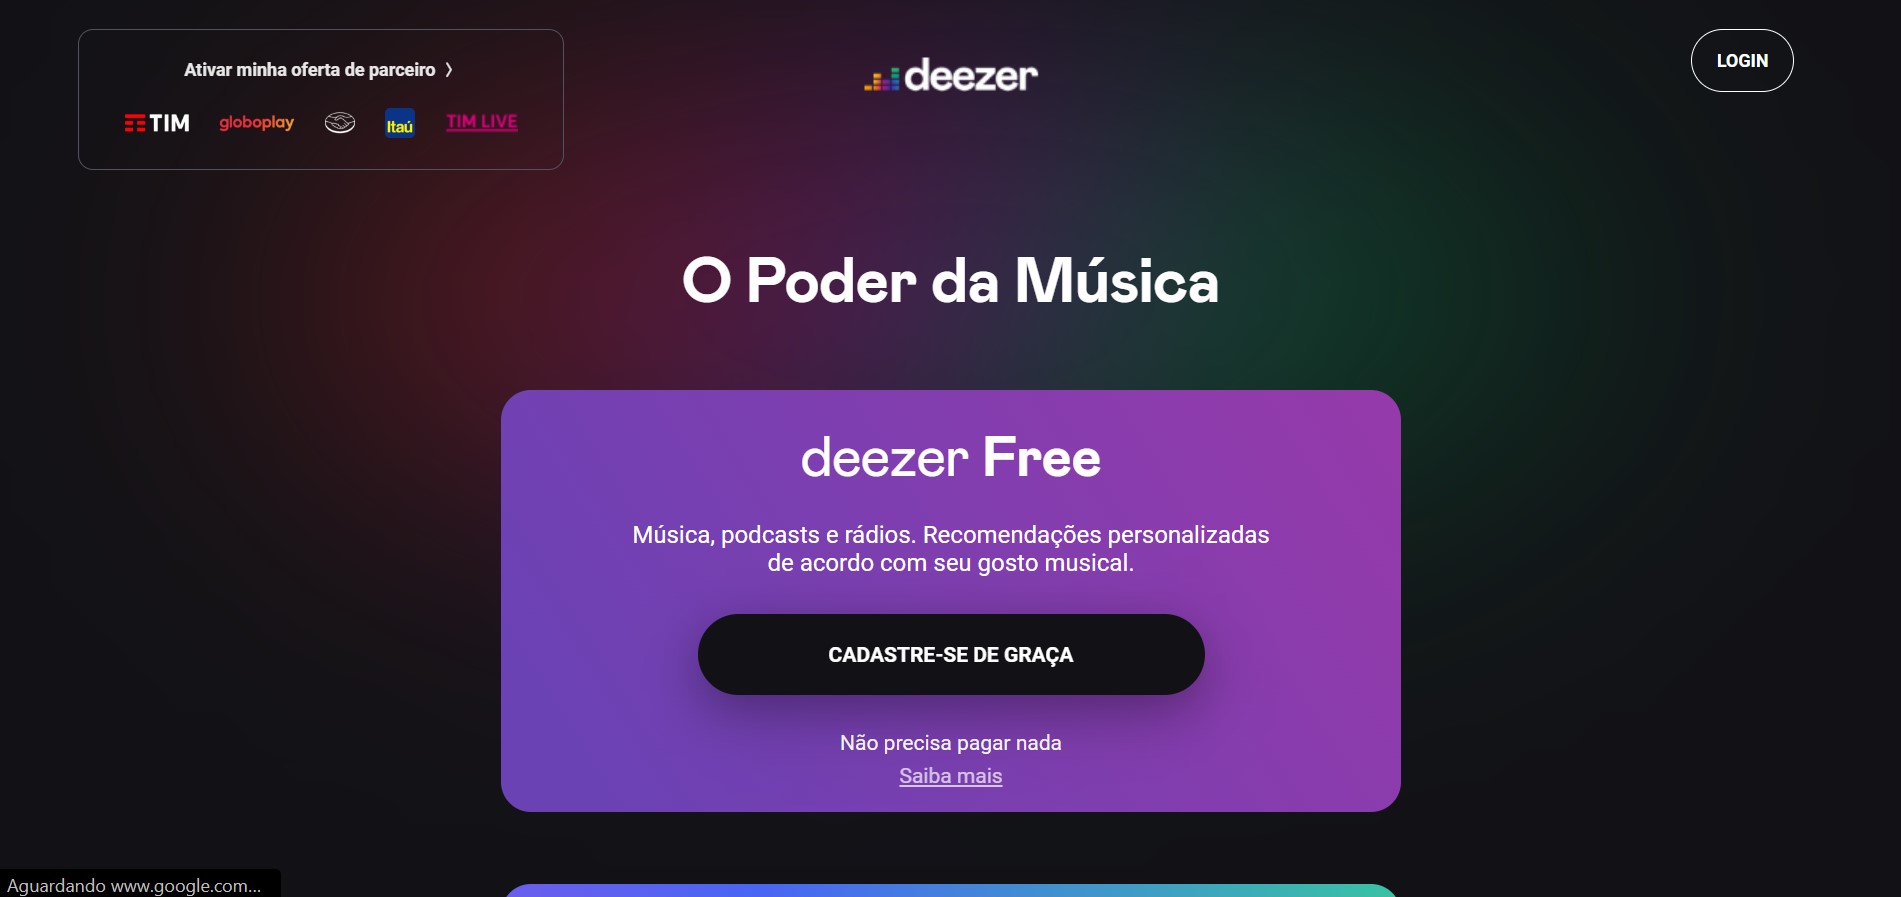 Ativar minha oferta de parceiro
TIM globoplay Itaú TIM LIVE
deezer
LOGIN
O Poder da Música
deezer Free
Música, podcasts e rádios. Recomendações personalizadas
de acordo com seu gosto musical.
CADASTRE-SE DE GRAÇA
Não precisa pagar nada
Saiba mais
Aguardando www.google.com...